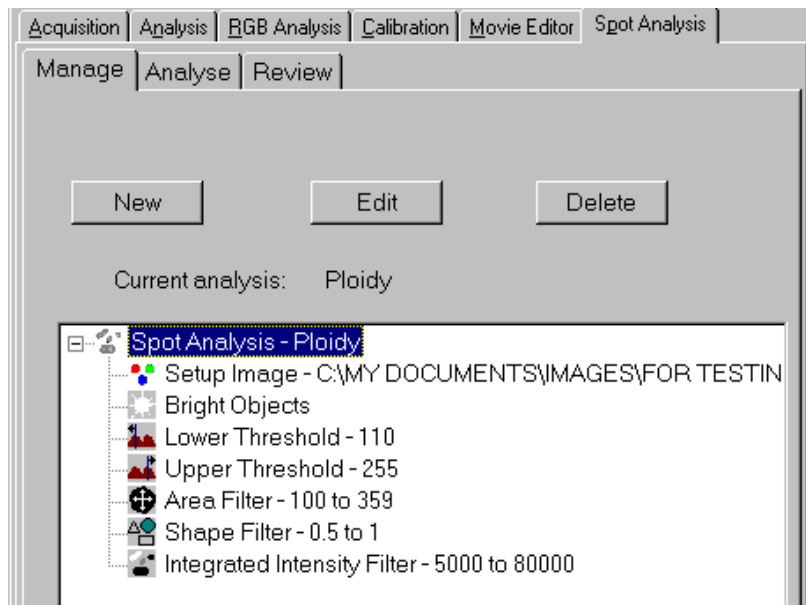 Acquisition Analysis RGB Analysis Calibration Movie Editor Spot Analysis
Manage Analyse Review
New Edit Delete
Current analysis: Ploidy
Spot Analysis - Ploidy
Setup Image - C:\MY DOCUMENTS\IMAGES\FOR TESTIN
Bright Objects
Lower Threshold - 110
Upper Threshold - 255
Area Filter - 100 to 359
Shape Filter - 0.5 to 1
Integrated Intensity Filter - 5000 to 80000